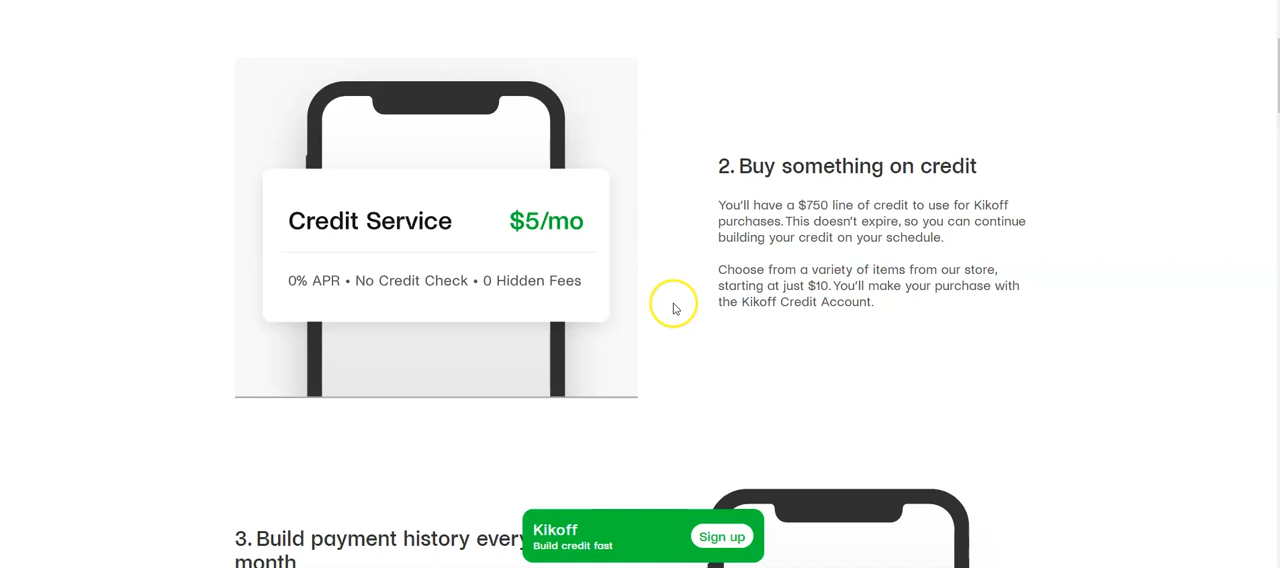 Credit Service $5/mo
0% APR • No Credit Check • 0 Hidden Fees
2. Buy something on credit
You'll have a $750 line of credit to use for Kikoff
purchases. This doesn't expire, so you can continue
building your credit on your schedule.
Choose from a variety of items from our store,
starting at just $10. You'll make your purchase with
the Kikoff Credit Account.
3. Build payment history every
month
Kikoff
Build credit fast
Sign up